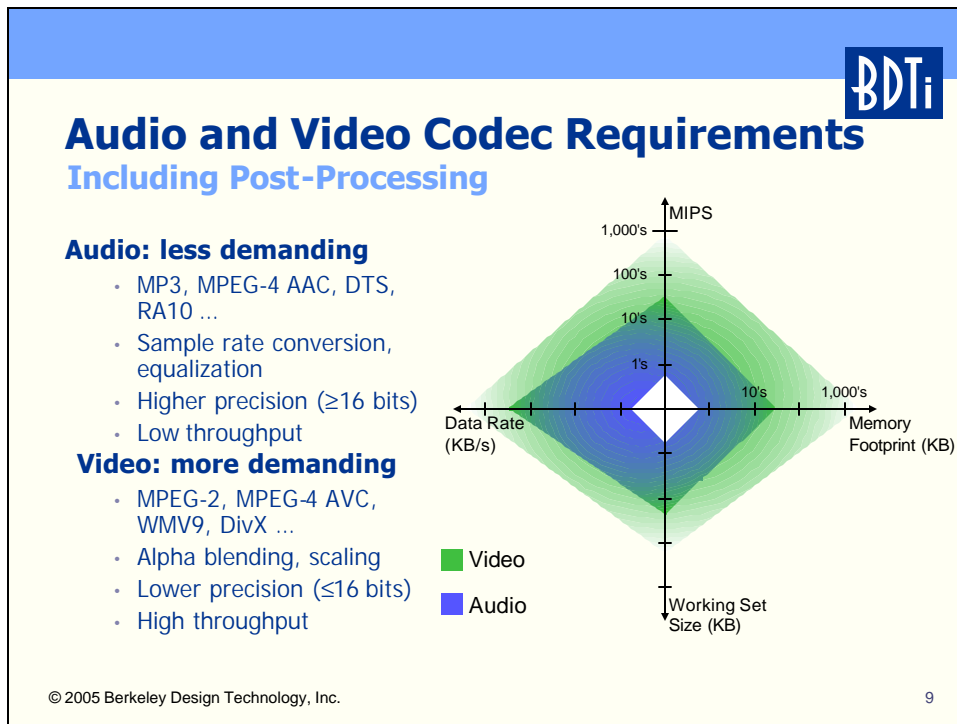 BDTi
Audio and Video Codec Requirements
Including Post-Processing
Audio: less demanding
• MP3, MPEG-4 AAC, DTS,
RA10 ...
• Sample rate conversion,
equalization
• Higher precision (≥16 bits)
• Low throughput
Video: more demanding
• MPEG-2, MPEG-4 AVC,
WMV9, DivX ...
• Alpha blending, scaling
• Lower precision (≤16 bits)
• High throughput
MIPS
1,000's
100's
10's
1's
10's
1,000's
Data Rate
(KB/s)
Memory
Footprint (KB)
Video
Audio
Working Set
Size (KB)
© 2005 Berkeley Design Technology, Inc.
9